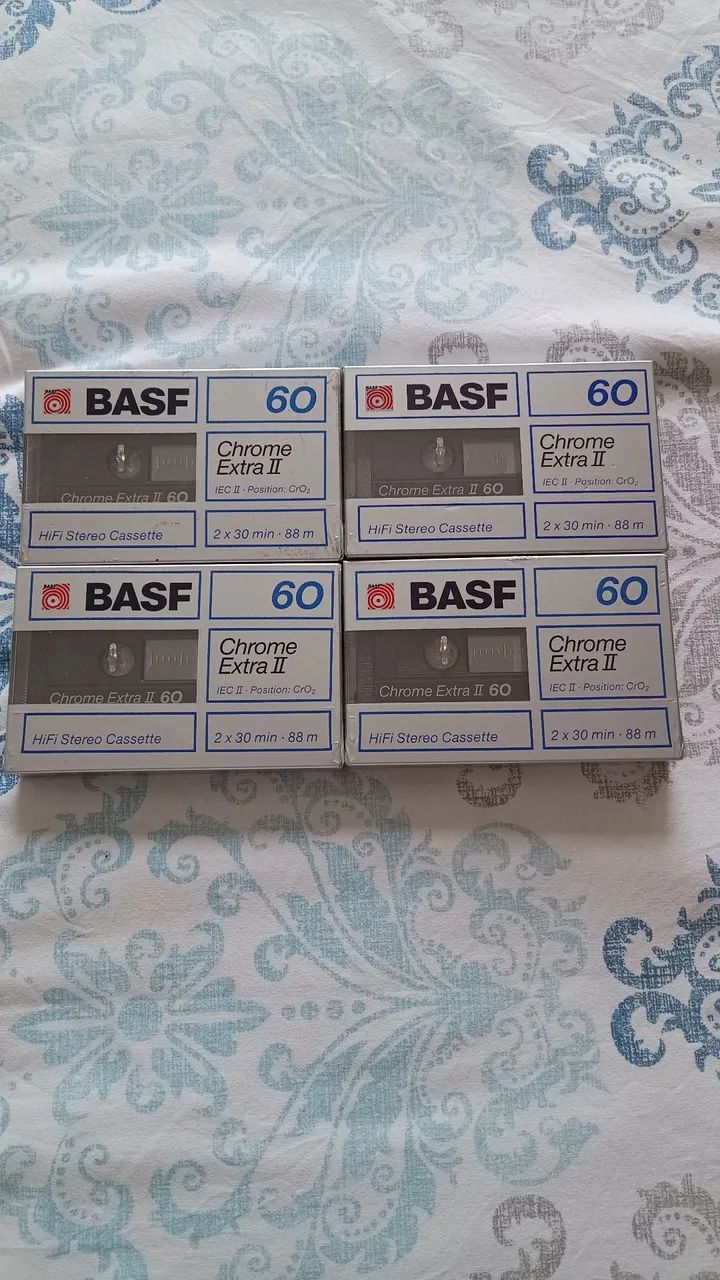 BASF
60
Chrome
Extra II
IEC II · Position: CrO₂
Chrome Extra II 60
HiFi Stereo Cassette
2 x 30 min · 88 m
BASF
60
Chrome
Extra II
IEC II · Position: CrO₂
Chrome Extra II 60
HiFi Stereo Cassette
2 x 30 min · 88 m
BASF
60
Chrome
Extra II
IEC II · Position: CrO₂
Chrome Extra II 60
HiFi Stereo Cassette
2 x 30 min · 88 m
BASF
60
Chrome
Extra II
IEC II · Position: CrO₂
Chrome Extra II 60
HiFi Stereo Cassette
2 x 30 min · 88 m